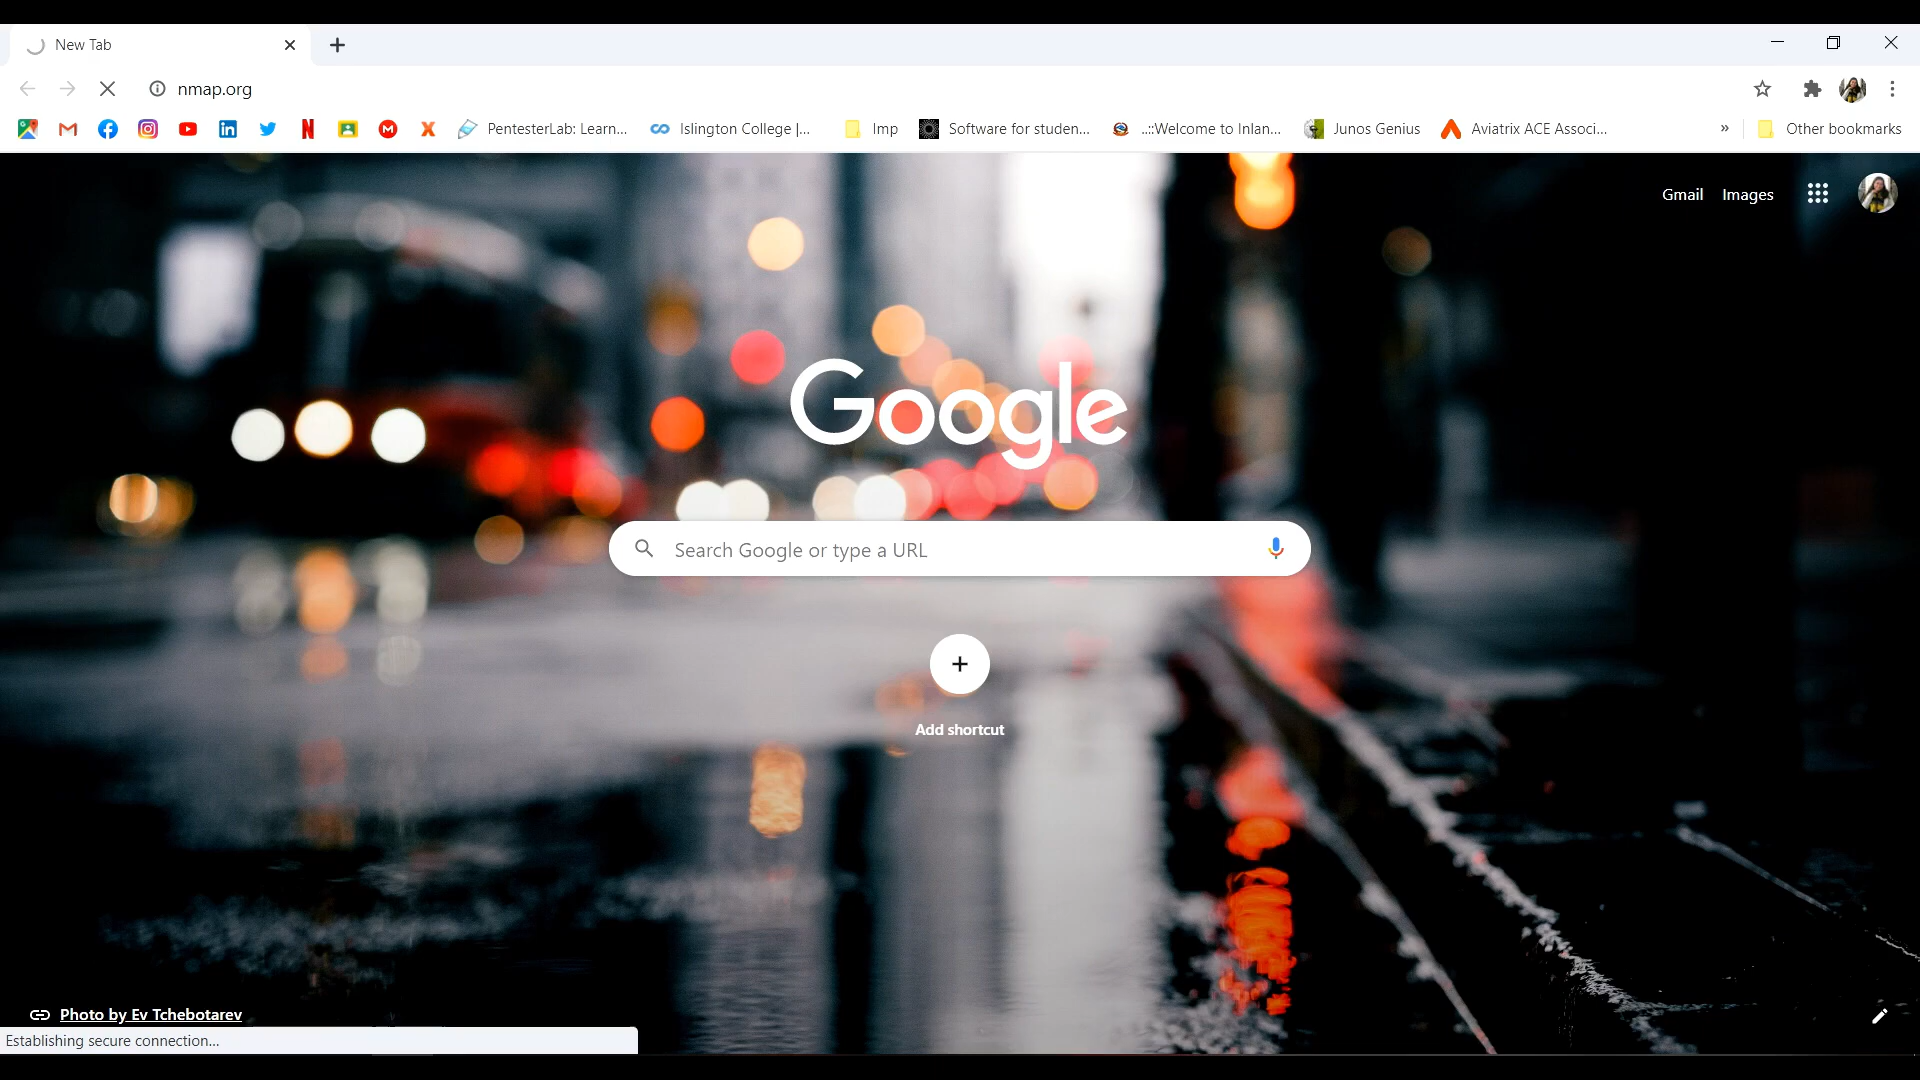 New Tab
nmap.org
PentesterLab: Learn...
Islington College |...
Imp
Software for studen...
..::Welcome to Inlan...
Junos Genius
Aviatrix ACE Associ...
»
Other bookmarks
Gmail
Images
Google
Search Google or type a URL
Add shortcut
Photo by Ev Tchebotarev
Establishing secure connection...